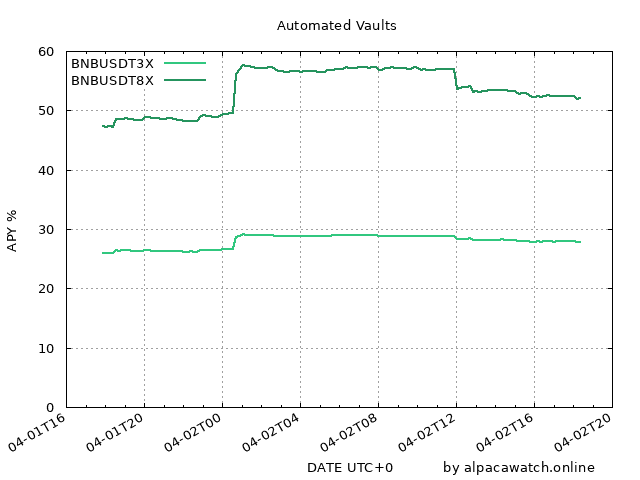 Automated Vaults
60
50
40
30
20
10
0
APY %
BNBUSDT3X
BNBUSDT8X
04-01T16
04-01T20
04-02T00
04-02T04
04-02T08
04-02T12
04-02T16
04-02T20
DATE UTC+0
by alpacawatch.online